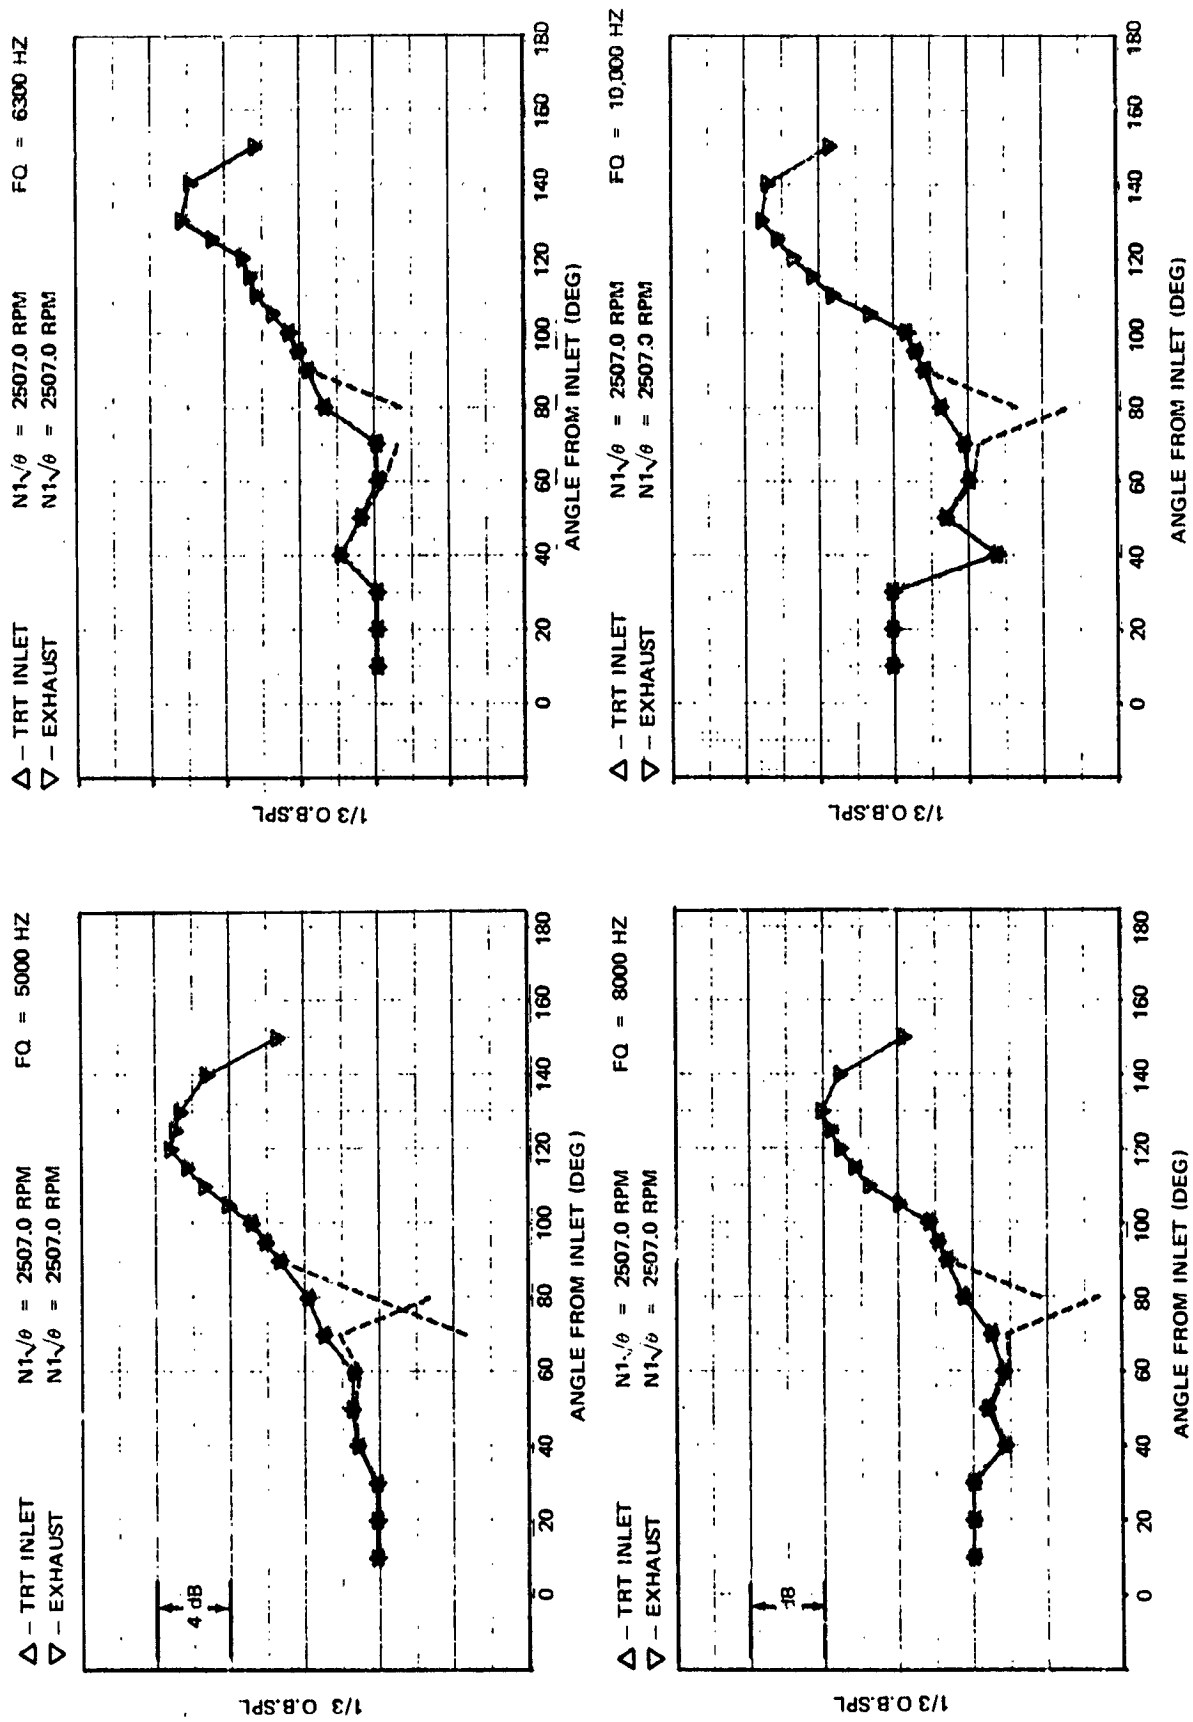 △ – TRT INLET N1√θ = 2507.0 RPM FQ = 5000 HZ
▽ – EXHAUST N1√θ = 2507.0 RPM
4 dB
1/3 O.B.SPL
0 20 40 60 80 100 120 140 160 180
ANGLE FROM INLET (DEG)
△ – TRT INLET N1√θ = 2507.0 RPM FQ = 6300 HZ
▽ – EXHAUST N1√θ = 2507.0 RPM
1/3 O.B.SPL
0 20 40 60 80 100 120 140 160 180
ANGLE FROM INLET (DEG)
△ – TRT INLET N1√θ = 2507.0 RPM FQ = 8000 HZ
▽ – EXHAUST N1√θ = 2507.0 RPM
dB
1/3 O.B.SPL
0 20 40 60 80 100 120 140 160 180
ANGLE FROM INLET (DEG)
△ – TRT INLET N1√θ = 2507.0 RPM FQ = 10,000 HZ
▽ – EXHAUST N1√θ = 2507.0 RPM
1/3 O.B.SPL
0 20 40 60 80 100 120 140 160 180
ANGLE FROM INLET (DEG)